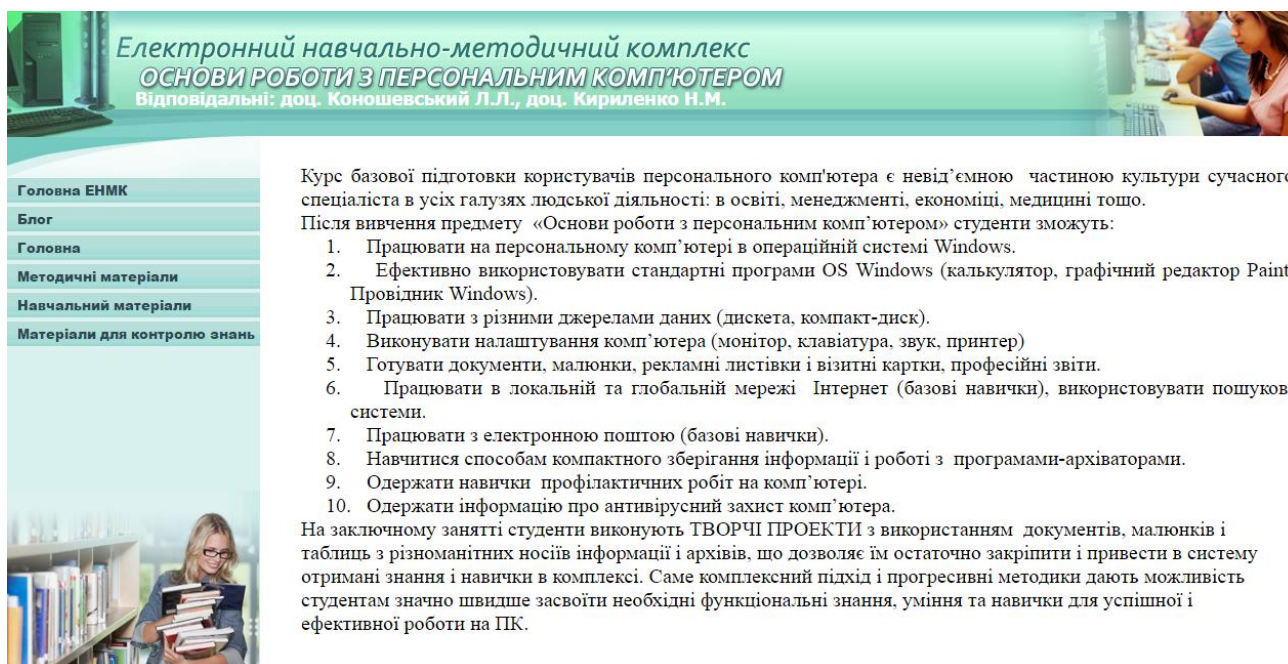 Електронний навчально-методичний комплекс
ОСНОВИ РОБОТИ З ПЕРСОНАЛЬНИМ КОМП'ЮТЕРОМ
Відповідальні: доц. Коношевський Л.Л., доц. Кириленко Н.М.
Головна ЕНМК
Блог
Головна
Методичні матеріали
Навчальний матеріали
Матеріали для контролю знань
Курс базової підготовки користувачів персонального комп'ютера є невід’ємною частиною культури сучасного
спеціаліста в усіх галузях людської діяльності: в освіті, менеджменті, економіці, медицині тощо.
Після вивчення предмету «Основи роботи з персональним комп’ютером» студенти зможуть:
1. Працювати на персональному комп’ютері в операційній системі Windows.
2. Ефективно використовувати стандартні програми OS Windows (калькулятор, графічний редактор Paint
Провідник Windows).
3. Працювати з різними джерелами даних (дискета, компакт-диск).
4. Виконувати налаштування комп’ютера (монітор, клавіатура, звук, принтер)
5. Готувати документи, малюнки, рекламні листівки і візитні картки, професійні звіти.
6. Працювати в локальній та глобальній мережі Інтернет (базові навички), використовувати пошуков
системи.
7. Працювати з електронною поштою (базові навички).
8. Навчитися способам компактного зберігання інформації і роботі з програмами-архіваторами.
9. Одержати навички профілактичних робіт на комп’ютері.
10. Одержати інформацію про антивірусний захист комп’ютера.
На заключному занятті студенти виконують ТВОРЧІ ПРОЕКТИ з використанням документів, малюнків і
таблиць з різноманітних носіїв інформації і архівів, що дозволяє їм остаточно закріпити і привести в систему
отримані знання і навички в комплексі. Саме комплексний підхід і прогресивні методики дають можливість
студентам значно швидше засвоїти необхідні функціональні знання, уміння та навички для успішної і
ефективної роботи на ПК.